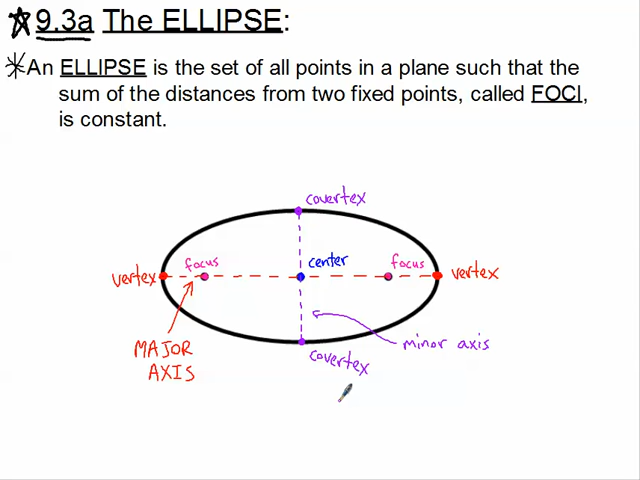 9.3a The ELLIPSE:
An ELLIPSE is the set of all points in a plane such that the
sum of the distances from two fixed points, called FOCI,
is constant.
covertex
focus
center
focus
vertex
vertex
MAJOR
AXIS
minor axis
covertex